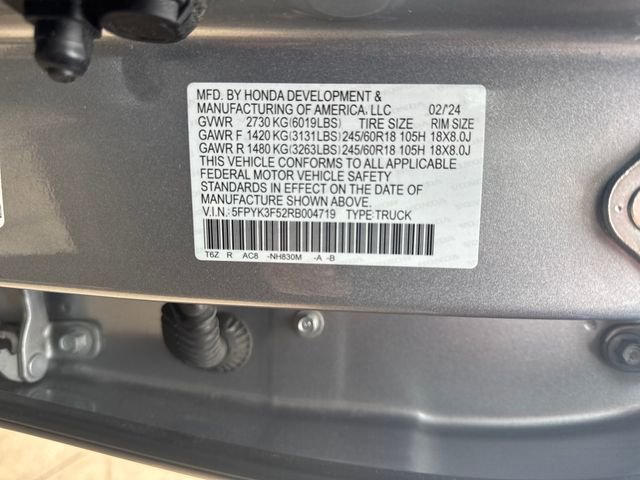 MFD. BY HONDA DEVELOPMENT &
MANUFACTURING OF AMERICA, LLC 02/'24
GVWR 2730 KG(6019LBS) TIRE SIZE RIM SIZE
GAWR F 1420 KG(3131LBS) 245/60R18 105H 18X8.0J
GAWR R 1480 KG(3263LBS) 245/60R18 105H 18X8.0J
THIS VEHICLE CONFORMS TO ALL APPLICABLE
FEDERAL MOTOR VEHICLE SAFETY
STANDARDS IN EFFECT ON THE DATE OF
MANUFACTURE SHOWN ABOVE.
V.I.N.: 5FPYK3F52RB004719 TYPE: TRUCK
T6Z R AC8 -NH830M -A -B